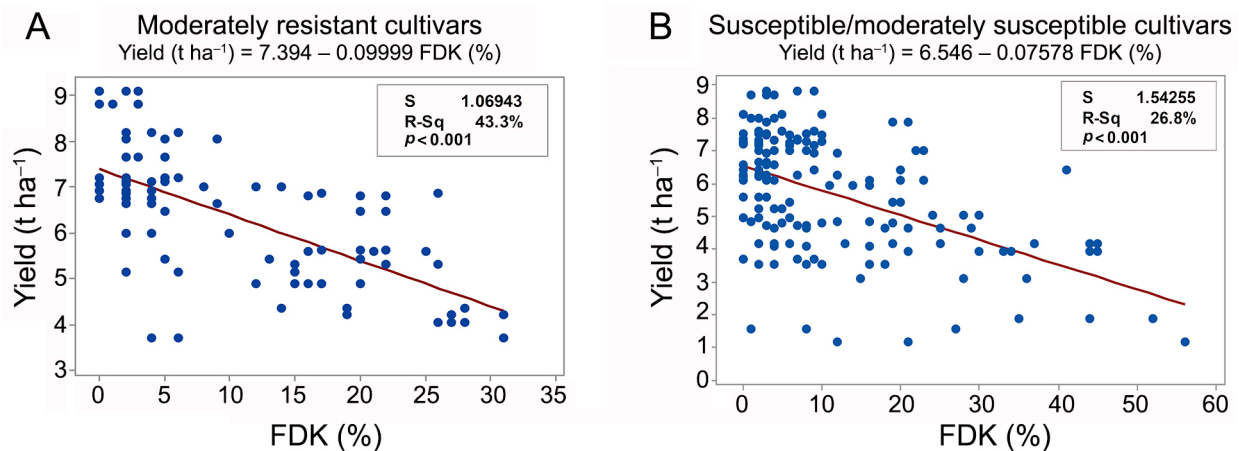 A
Moderately resistant cultivars
Yield (t ha⁻¹) = 7.394 – 0.09999 FDK (%)
S 1.06943
R-Sq 43.3%
p < 0.001
Yield (t ha⁻¹)
9
8
7
6
5
4
3
0 5 10 15 20 25 30 35
FDK (%)
B
Susceptible/moderately susceptible cultivars
Yield (t ha⁻¹) = 6.546 – 0.07578 FDK (%)
S 1.54255
R-Sq 26.8%
p < 0.001
Yield (t ha⁻¹)
9
8
7
6
5
4
3
2
1
0
0 10 20 30 40 50 60
FDK (%)